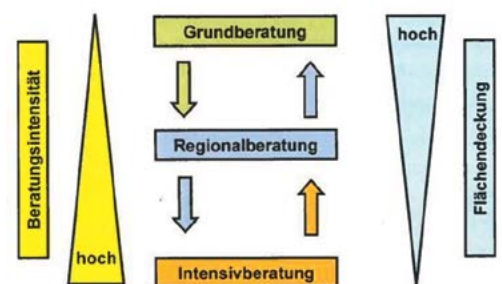 Grundberatung
hoch
Beratungsintensität
Regionalberatung
Flächendeckung
hoch
Intensivberatung